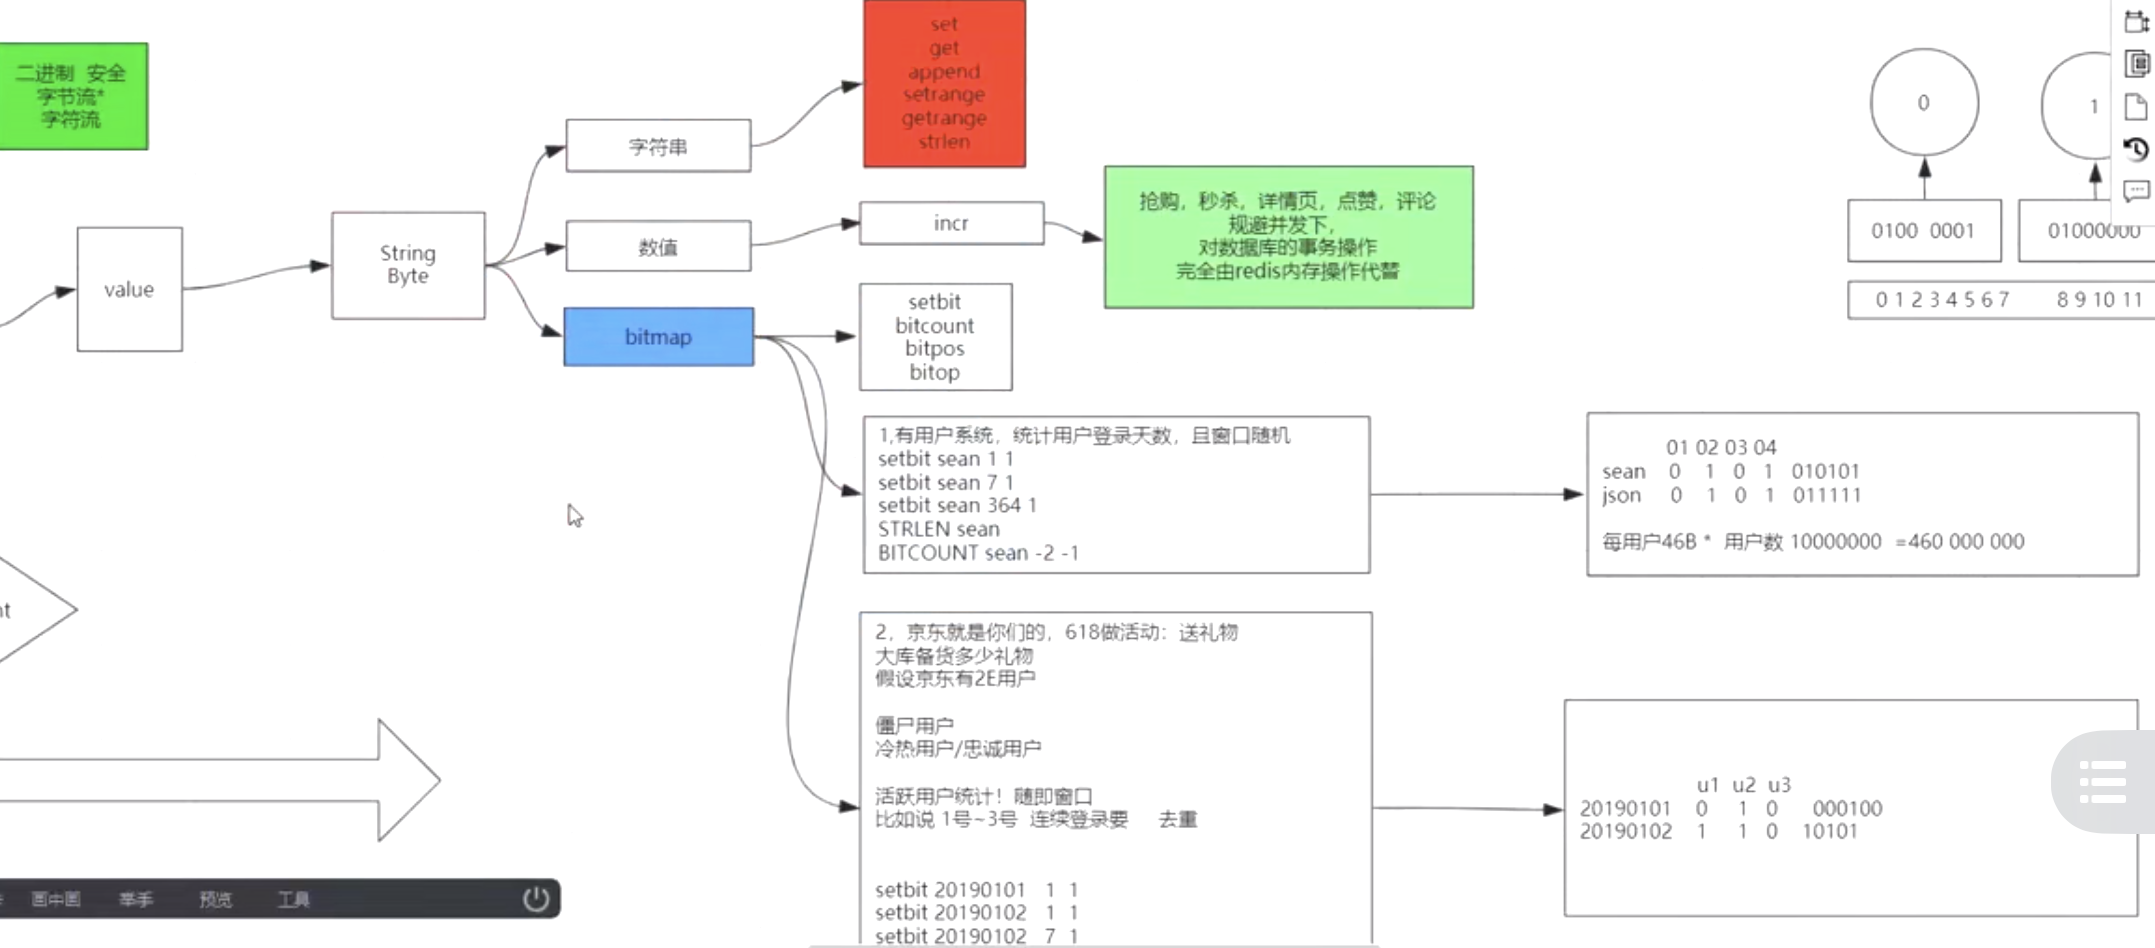 二进制 安全
字节流*
字符流
value
String
Byte
字符串
数值
bitmap
set
get
append
setrange
getrange
strlen
incr
抢购，秒杀，详情页，点赞，评论
规避并发下，
对数据库的事务操作
完全由redis内存操作代替
setbit
bitcount
bitpos
bitop
0
1
0100 0001
01000000
0 1 2 3 4 5 6 7 8 9 10 11
1,有用户系统，统计用户登录天数，且窗口随机
setbit sean 1 1
setbit sean 7 1
setbit sean 364 1
STRLEN sean
BITCOUNT sean -2 -1
01 02 03 04
sean 0 1 0 1 010101
json 0 1 0 1 011111
每用户46B * 用户数 10000000 =460 000 000
2，京东就是你们的，618做活动：送礼物
大库备货多少礼物
假设京东有2E用户
僵尸用户
冷热用户/忠诚用户
活跃用户统计！随即窗口
比如说 1号~3号 连续登录要 去重
setbit 20190101 1 1
setbit 20190102 1 1
setbit 20190102 7 1
u1 u2 u3
20190101 0 1 0 000100
20190102 1 1 0 10101
画中画 举手 预览 工具